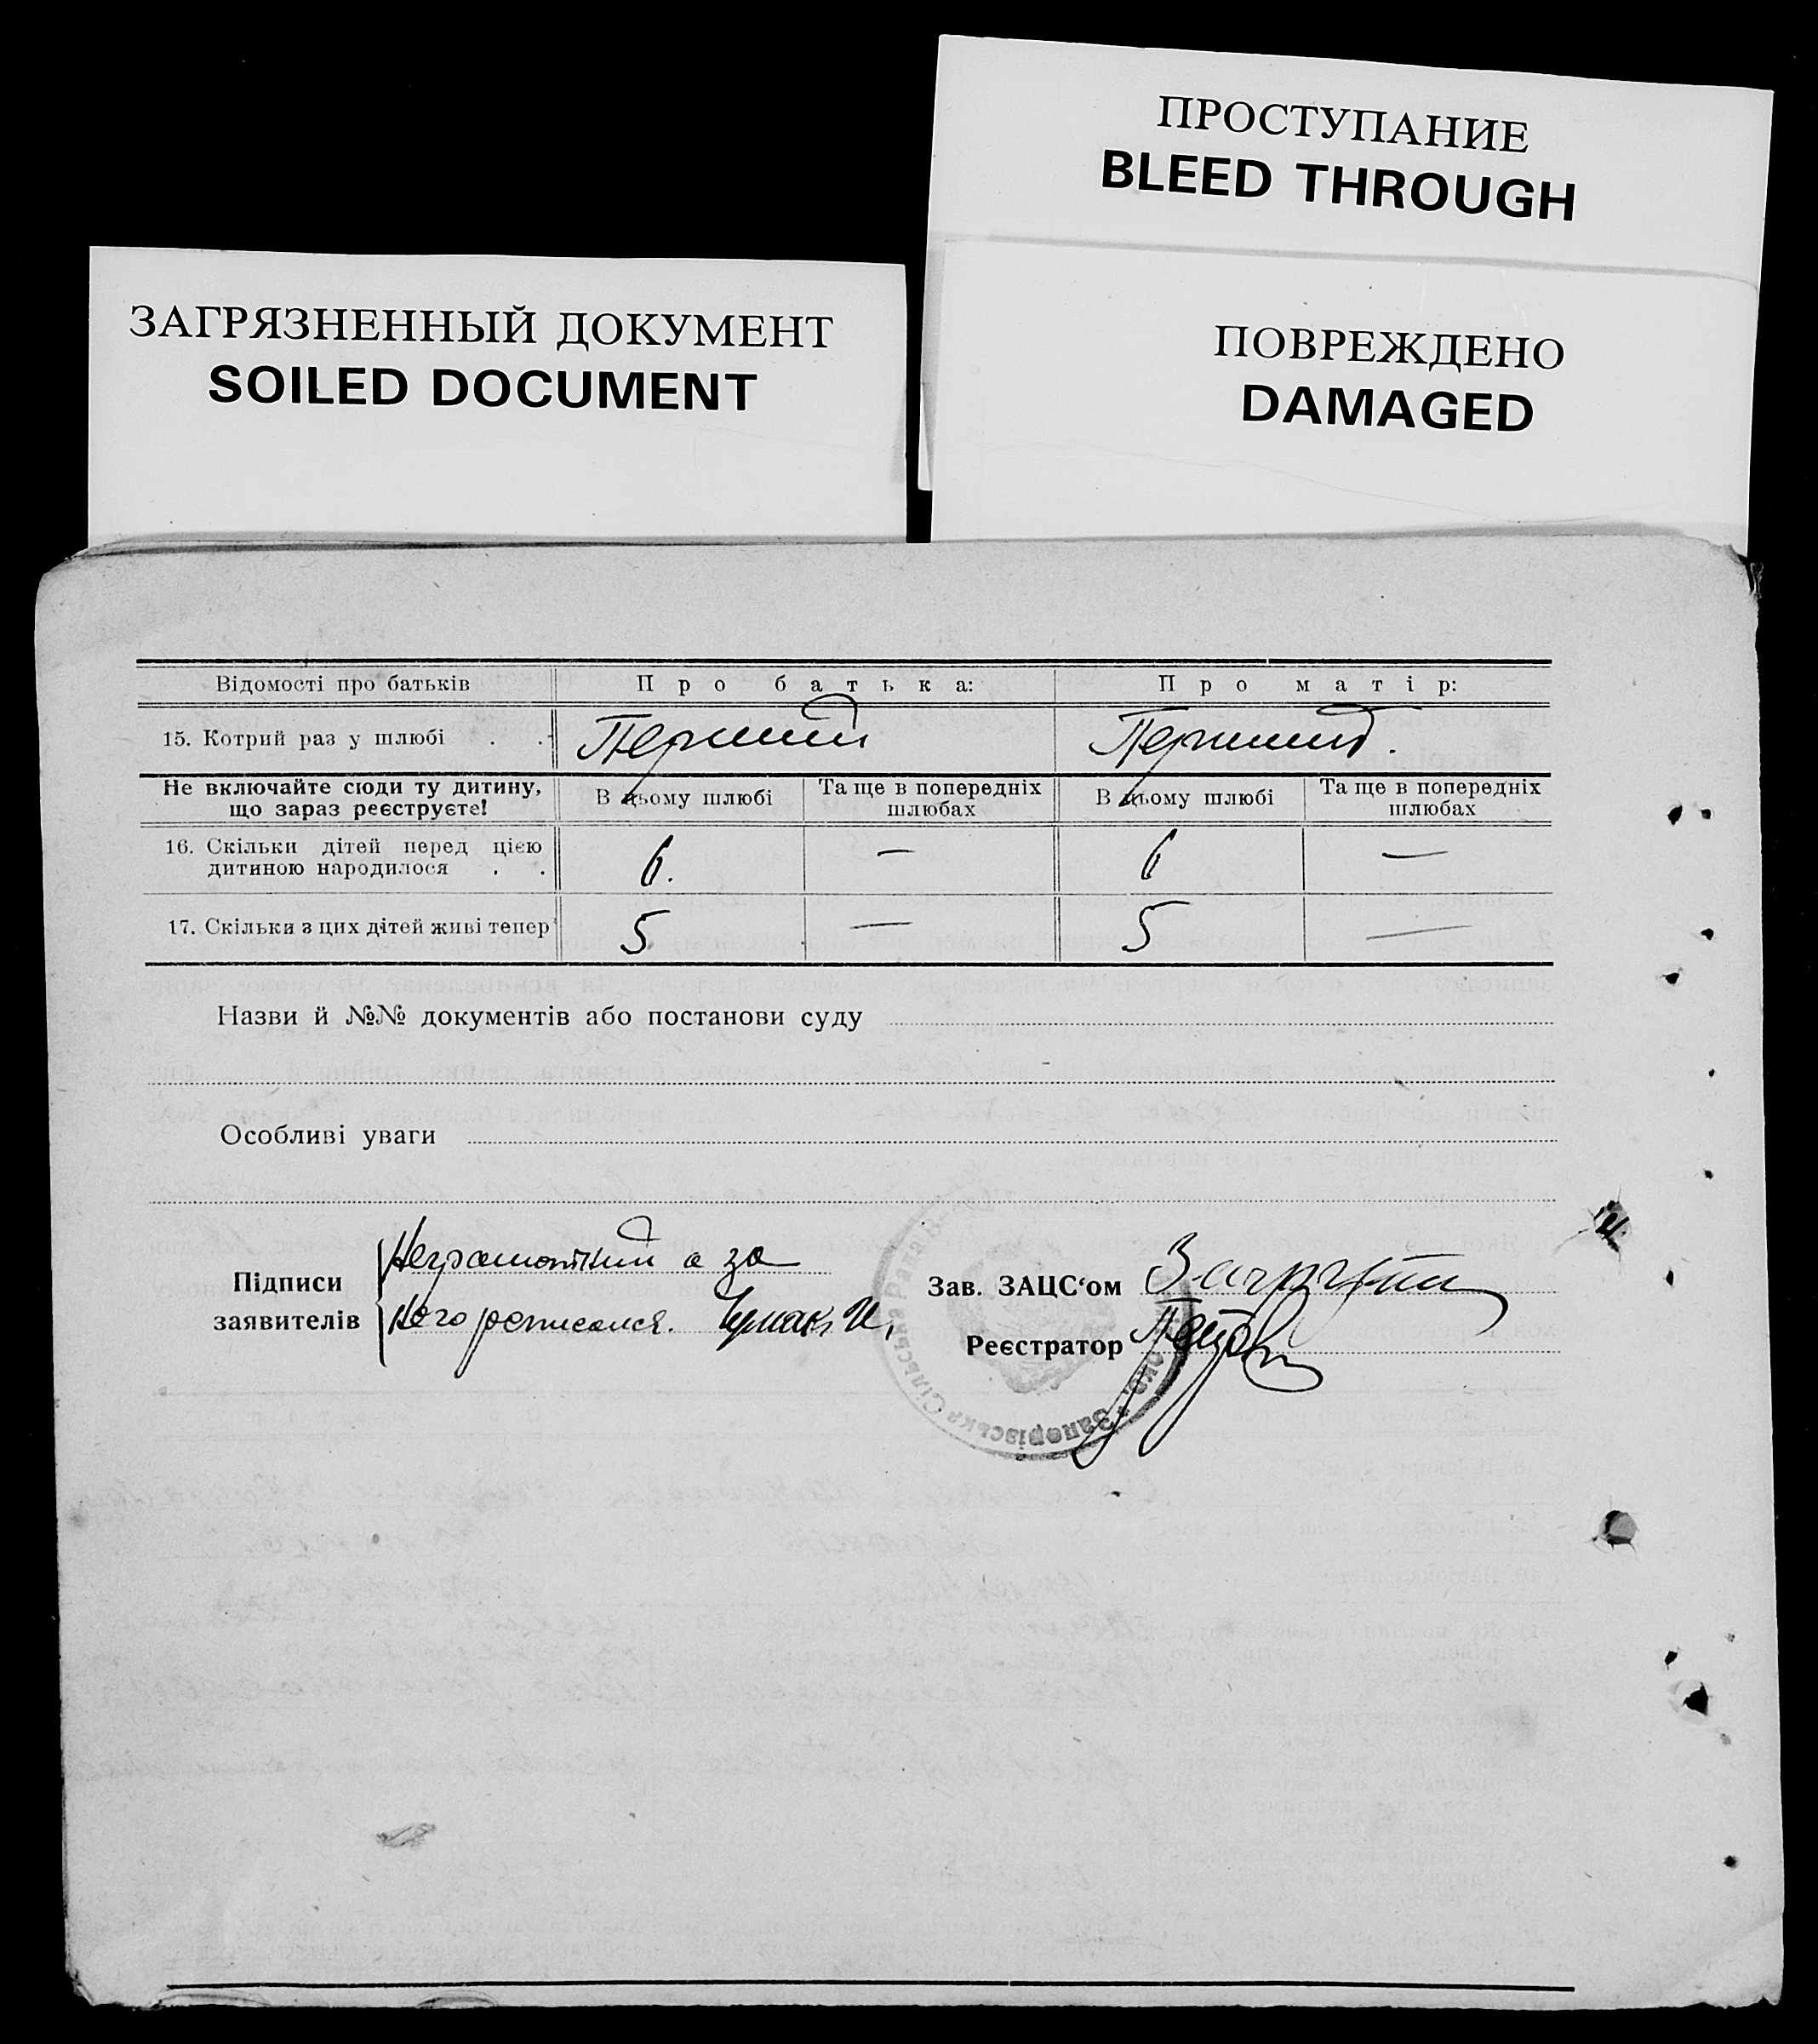 ПРОСТУПАНИЕ
BLEED THROUGH
ЗАГРЯЗНЕННЫЙ ДОКУМЕНТ
SOILED DOCUMENT
ПОВРЕЖДЕНО
DAMAGED
Відомості про батьків Про батька: Про матір:
15. Котрий раз у шлюбі . . Перший Перший.
Не включайте сюди ту дитину, що зараз реєструєте! В цьому шлюбі Та ще в попередніх шлюбах В цьому шлюбі Та ще в попередніх шлюбах
16. Скільки дітей перед цією
дитиною народилося . . 6. — 6 —
17. Скільки з цих дітей живі тепер 5 — 5 —
Назви й №№ документів або постанови суду
Особливі уваги
Підписи заявителів
Неграмотний а за
Него росписався. Чумак И,
Зав. ЗАЦС‘ом
Реєстратор
Сільська Рада